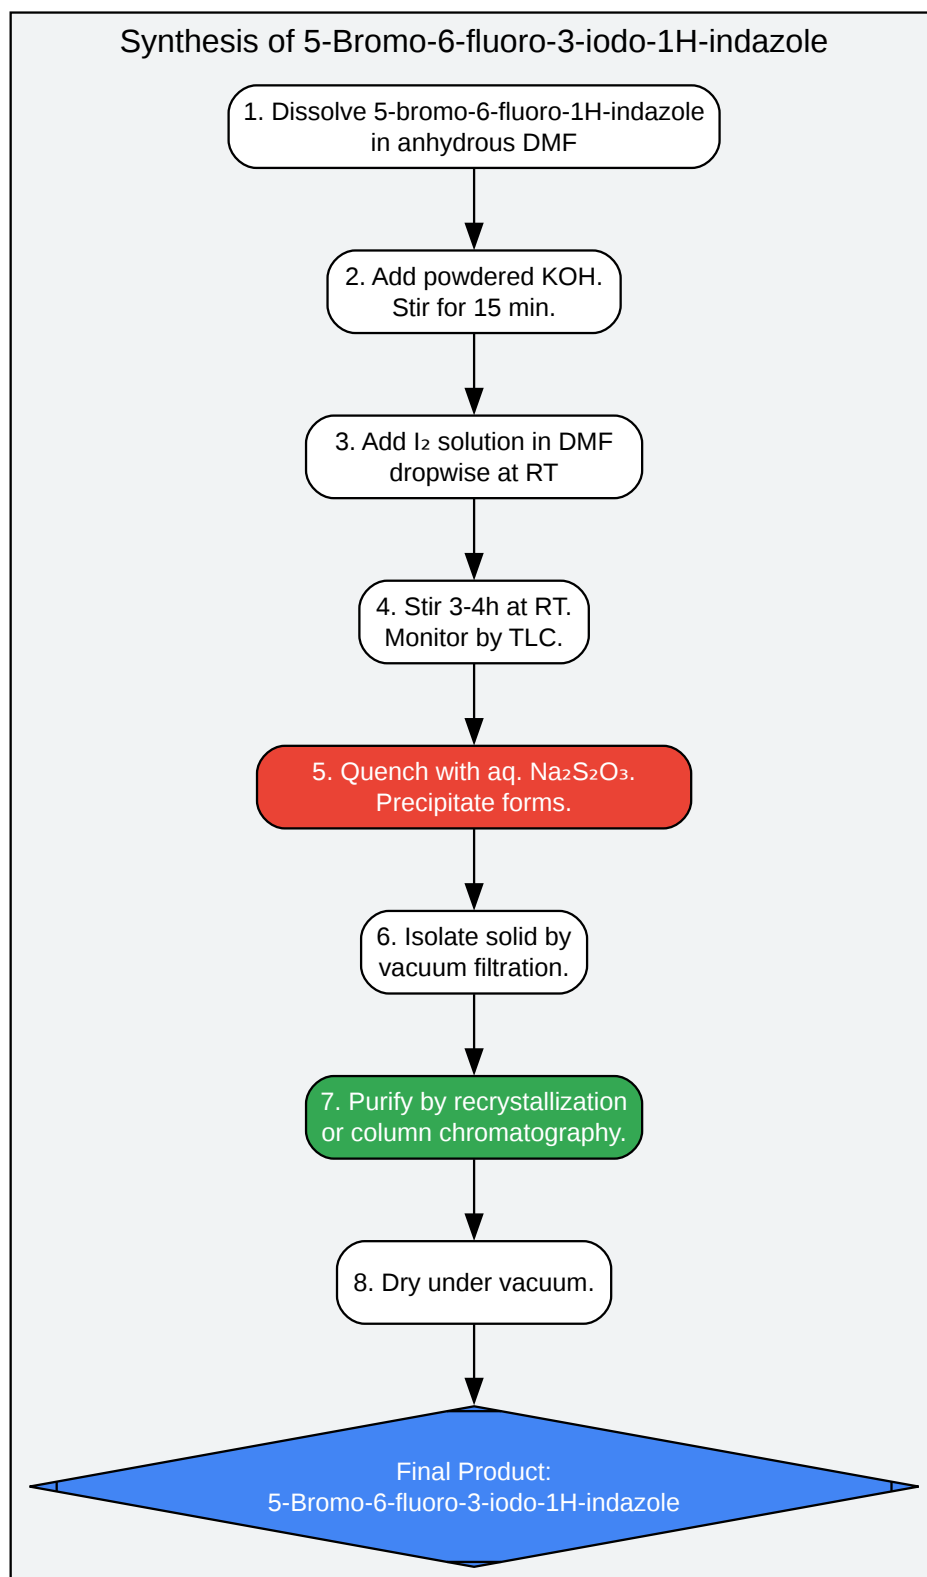 Synthesis of 5-Bromo-6-fluoro-3-iodo-1H-indazole
1. Dissolve 5-bromo-6-fluoro-1H-indazole
in anhydrous DMF
2. Add powdered KOH.
Stir for 15 min.
3. Add I₂ solution in DMF
dropwise at RT
4. Stir 3-4h at RT.
Monitor by TLC.
5. Quench with aq. Na₂S₂O₃.
Precipitate forms.
6. Isolate solid by
vacuum filtration.
7. Purify by recrystallization
or column chromatography.
8. Dry under vacuum.
Final Product:
5-Bromo-6-fluoro-3-iodo-1H-indazole